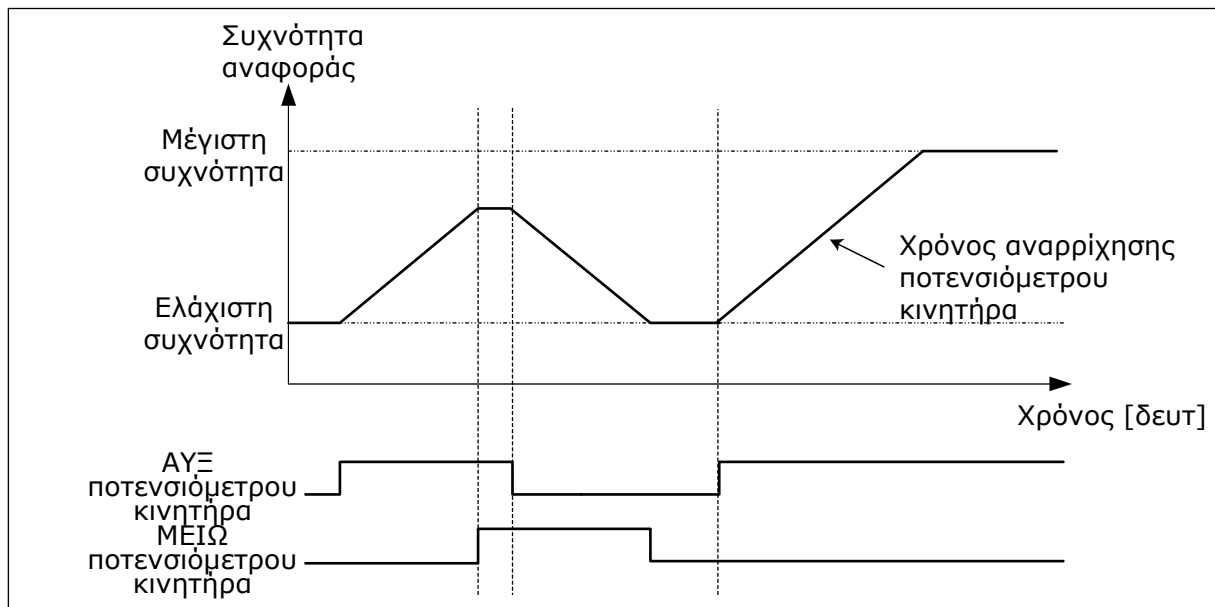 Συχνότητα
αναφοράς
Μέγιστη
συχνότητα
Χρόνος αναρρίχησης
ποτενσιόμετρου
κινητήρα
Ελάχιστη
συχνότητα
Χρόνος [δευτ]
ΑΥΞ
ποτενσιόμετρου
κινητήρα
ΜΕΙΩ
ποτενσιόμετρου
κινητήρα